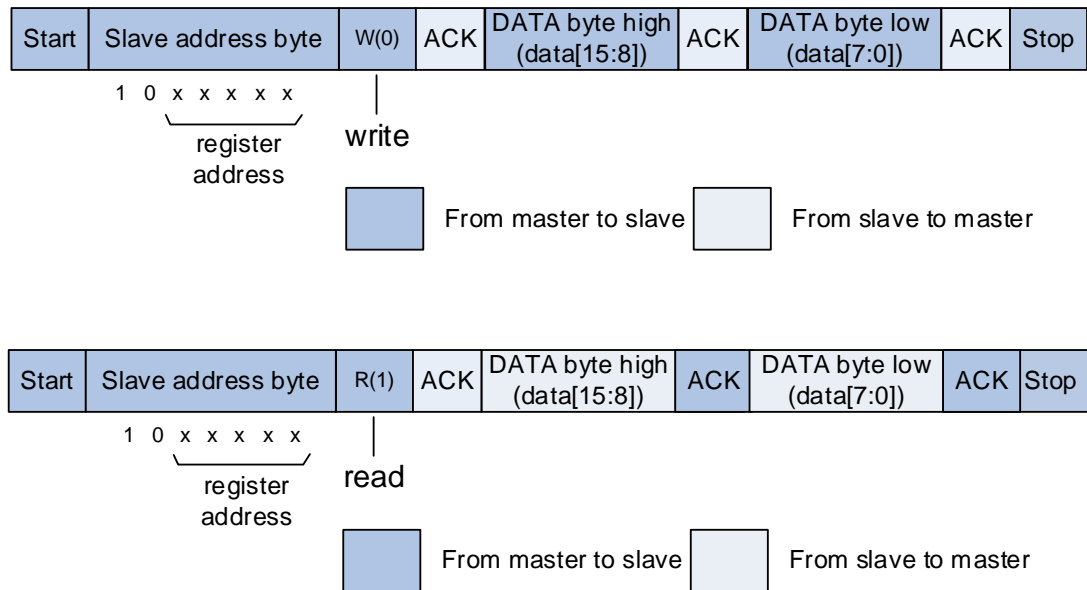 Start Slave address byte W(0) ACK DATA byte high (data[15:8]) ACK DATA byte low (data[7:0]) ACK Stop
1 0 x x x x x
register
address
write
From master to slave From slave to master
Start Slave address byte R(1) ACK DATA byte high (data[15:8]) ACK DATA byte low (data[7:0]) ACK Stop
1 0 x x x x x
register
address
read
From master to slave From slave to master